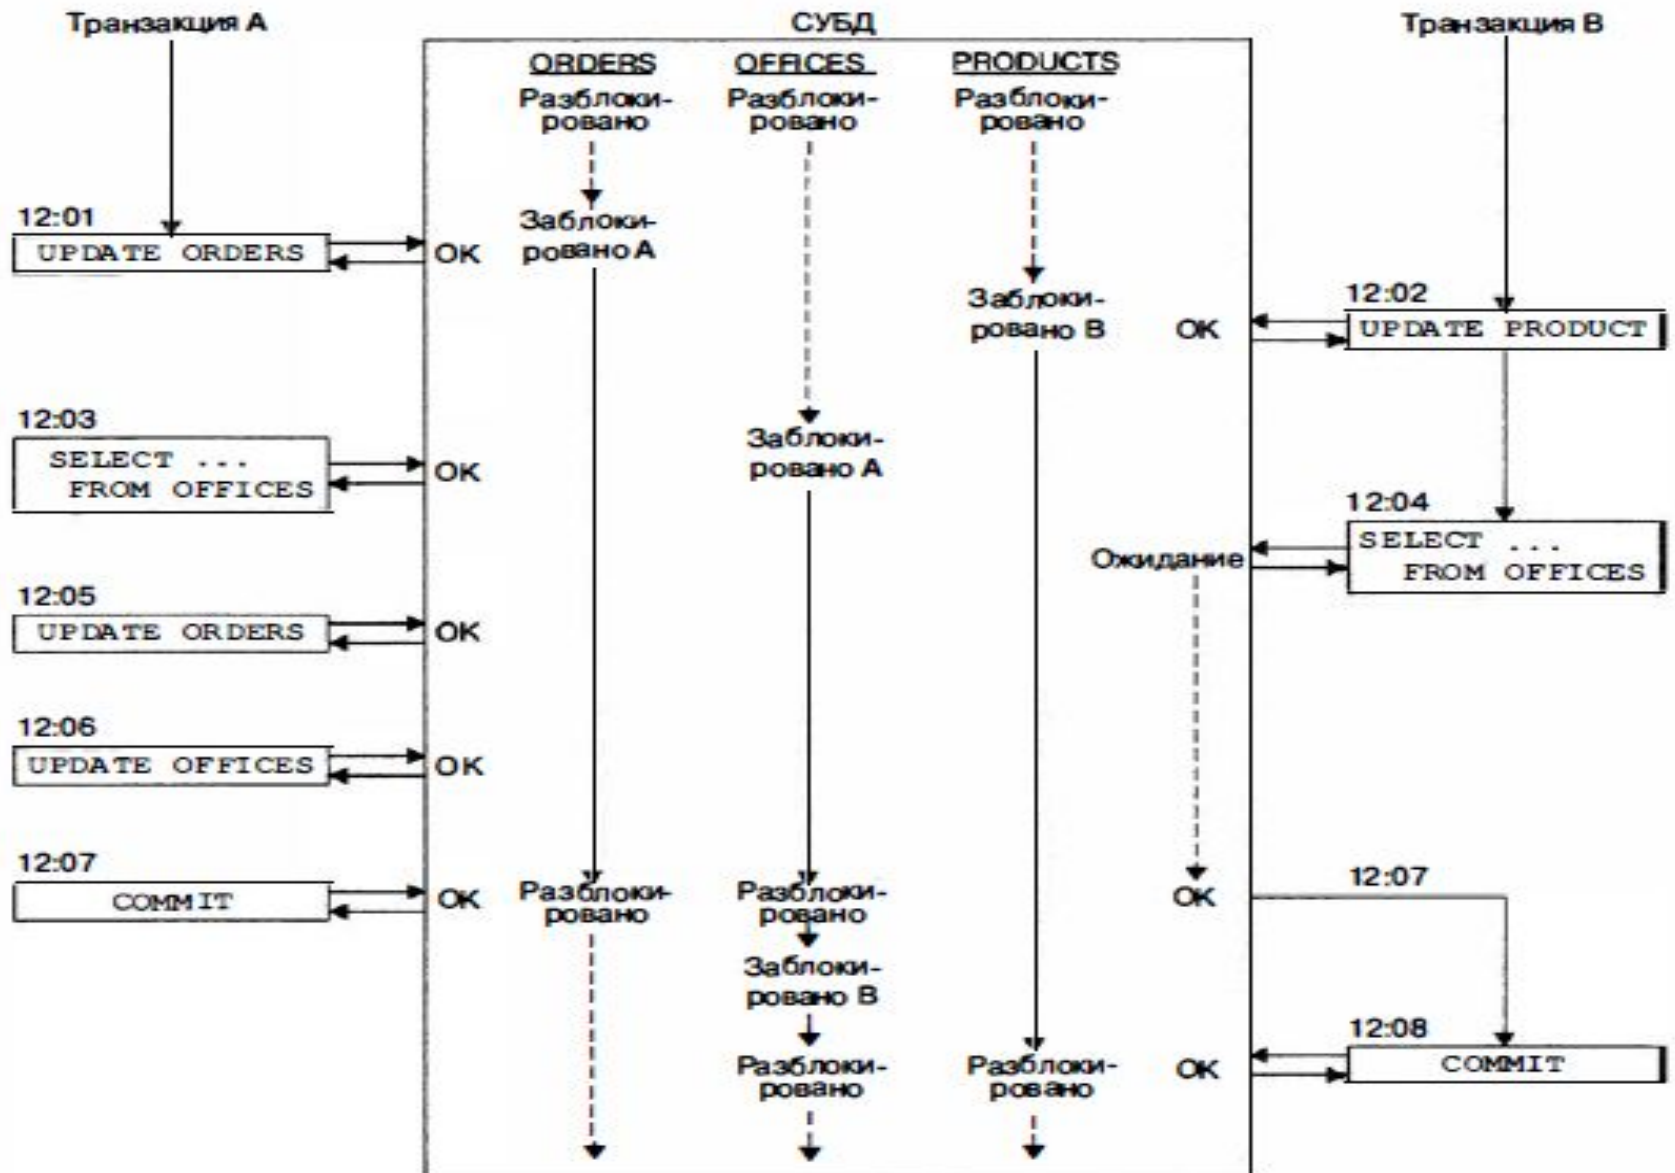 Транзакция А
СУБД
Транзакция В
ORDERS
OFFICES
PRODUCTS
Разблоки-
ровано
Разблоки-
ровано
Разблоки-
ровано
12:01
UPDATE ORDERS
OK
Заблоки-
ровано А
Заблоки-
ровано В
OK
12:02
UPDATE PRODUCT
12:03
SELECT ...
FROM OFFICES
OK
Заблоки-
ровано А
12:04
SELECT ...
FROM OFFICES
Ожидание
12:05
UPDATE ORDERS
OK
12:06
UPDATE OFFICES
OK
12:07
COMMIT
OK
Разблоки-
ровано
Разблоки-
ровано
OK
12:07
Заблоки-
ровано В
Разблоки-
ровано
Разблоки-
ровано
OK
12:08
COMMIT